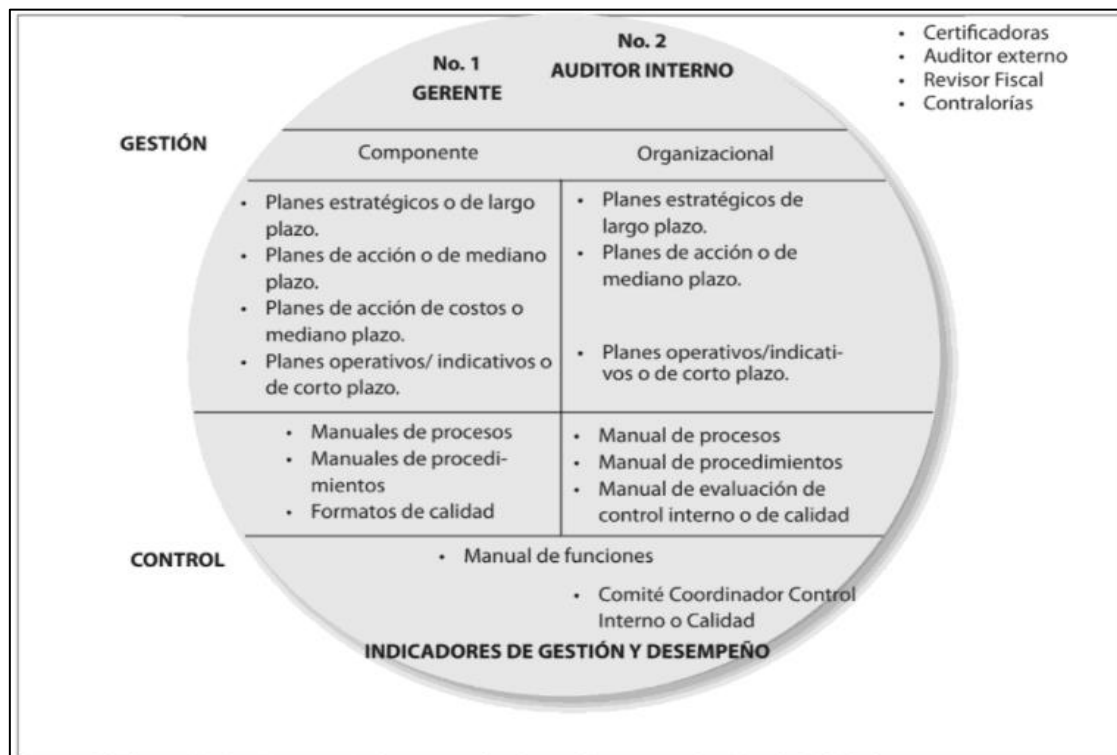 No. 1
GERENTE
No. 2
AUDITOR INTERNO
• Certificadoras
• Auditor externo
• Revisor Fiscal
• Contralorías
GESTIÓN
Componente
Organizacional
• Planes estratégicos o de largo
plazo.
• Planes de acción o de mediano
plazo.
• Planes de acción de costos o
mediano plazo.
• Planes operativos/ indicativos o
de corto plazo.
• Planes estratégicos de
largo plazo.
• Planes de acción o de
mediano plazo.
• Planes operativos/indicati-
vos o de corto plazo.
• Manuales de procesos
• Manuales de procedi-
mientos
• Formatos de calidad
• Manual de procesos
• Manual de procedimientos
• Manual de evaluación de
control interno o de calidad
CONTROL
• Manual de funciones
• Comité Coordinador Control
Interno o Calidad
INDICADORES DE GESTIÓN Y DESEMPEÑO